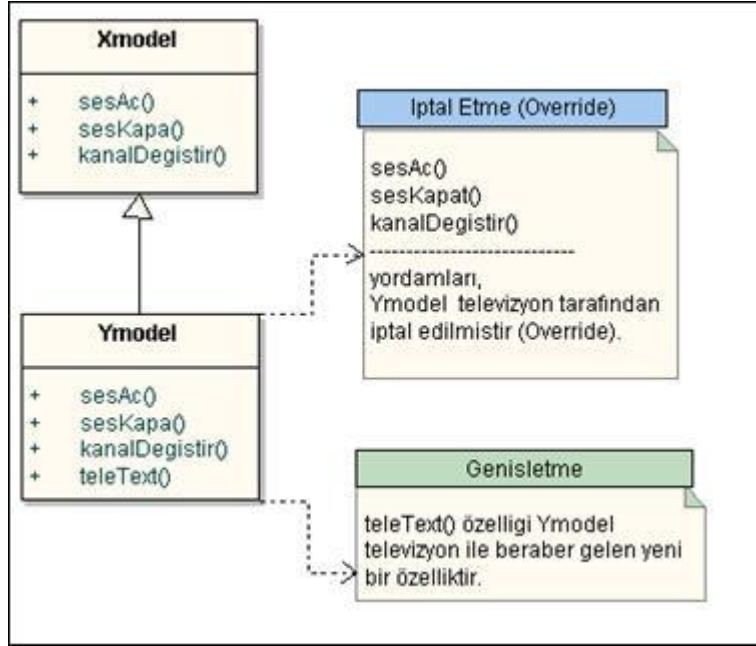 Xmodel
+ sesAc()
+ sesKapa()
+ kanalDegistir()
Iptal Etme (Override)
sesAc()
sesKapat()
kanalDegistir()
----------------------------
yordamları,
Ymodel televizyon tarafından
iptal edilmistir (Override).
Ymodel
+ sesAc()
+ sesKapa()
+ kanalDegistir()
+ teleText()
Genisletme
teleText() özelligi Ymodel
televizyon ile beraber gelen yeni
bir özelliktir.